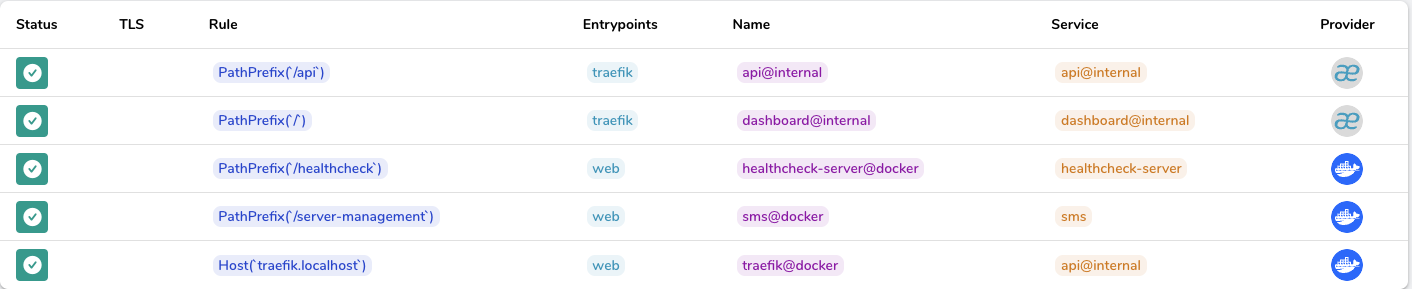 Status TLS Rule Entrypoints Name Service Provider
PathPrefix(`/api`) traefik api@internal api@internal
PathPrefix(`/`) traefik dashboard@internal dashboard@internal
PathPrefix(`/healthcheck`) web healthcheck-server@docker healthcheck-server
PathPrefix(`/server-management`) web sms@docker sms
Host(`traefik.localhost`) web traefik@docker api@internal